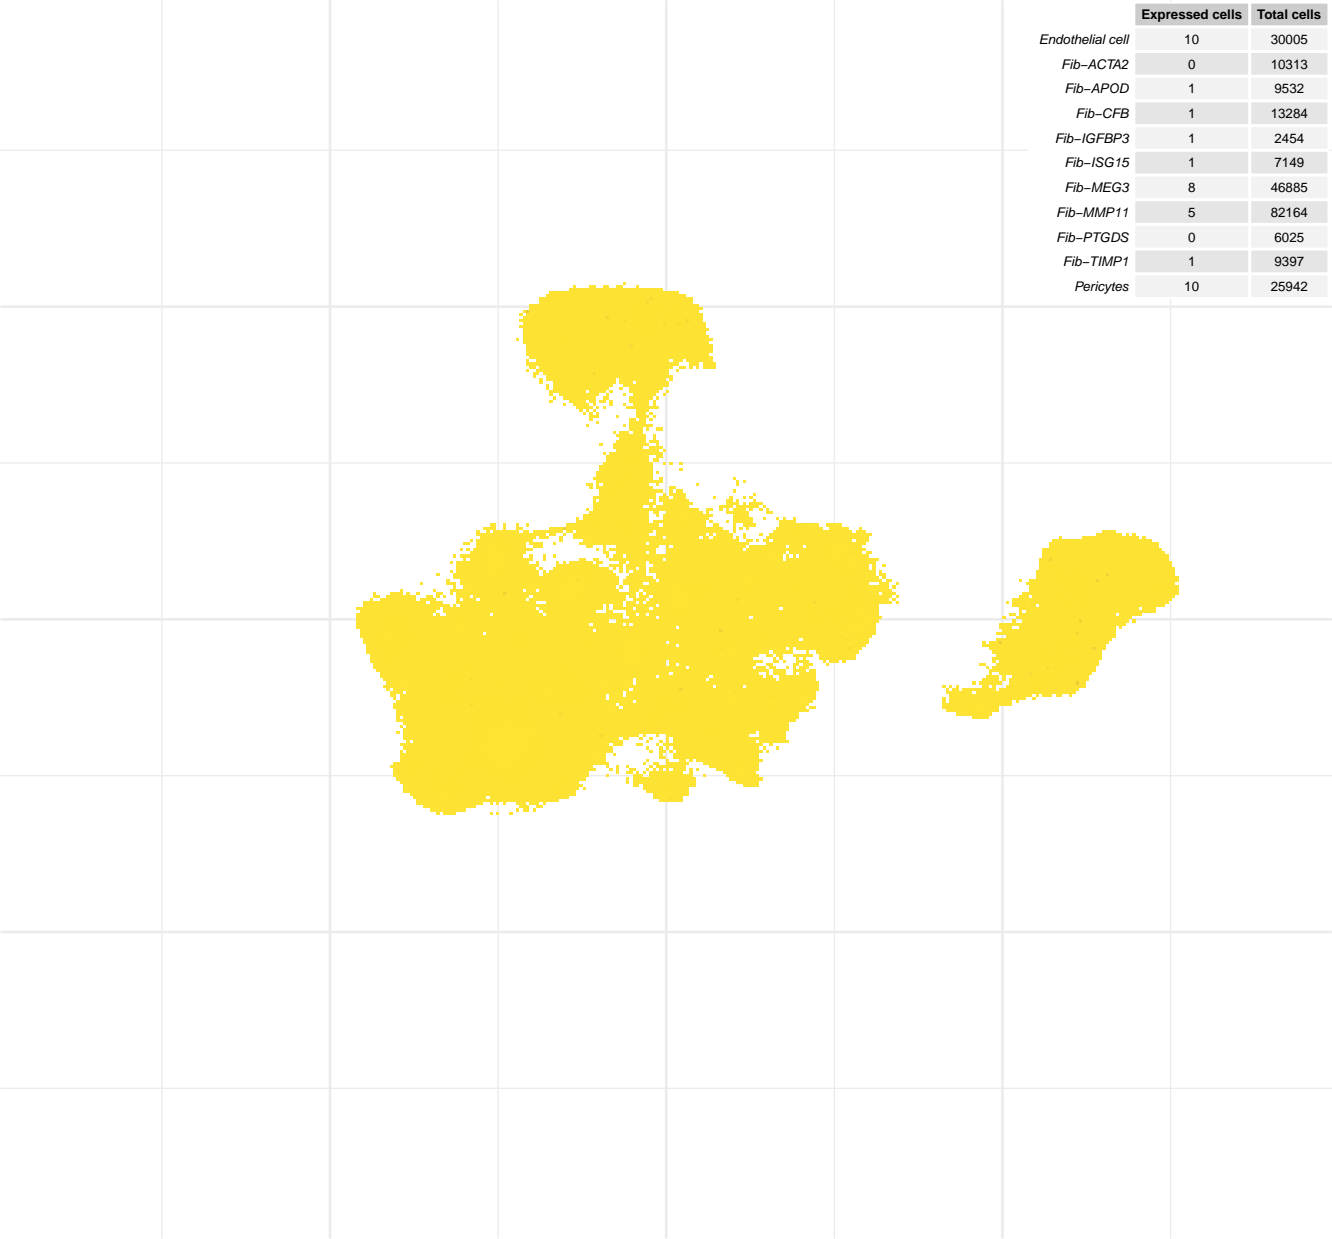 Expressed cells Total cells
Endothelial cell 10 30005
Fib−ACTA2 0 10313
Fib−APOD 1 9532
Fib−CFB 1 13284
Fib−IGFBP3 1 2454
Fib−ISG15 1 7149
Fib−MEG3 8 46885
Fib−MMP11 5 82164
Fib−PTGDS 0 6025
Fib−TIMP1 1 9397
Pericytes 10 25942